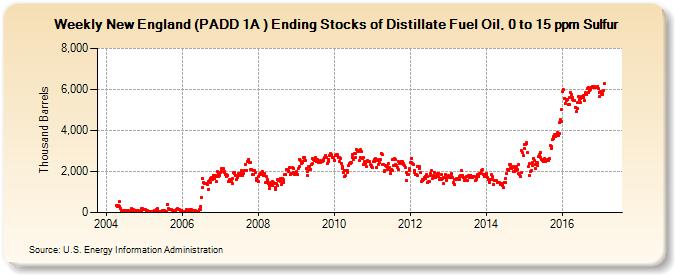 Weekly New England (PADD 1A ) Ending Stocks of Distillate Fuel Oil, 0 to 15 ppm Sulfur
Thousand Barrels
8,000
6,000
4,000
2,000
0
2004 2006 2008 2010 2012 2014 2016
Source: U.S. Energy Information Administration